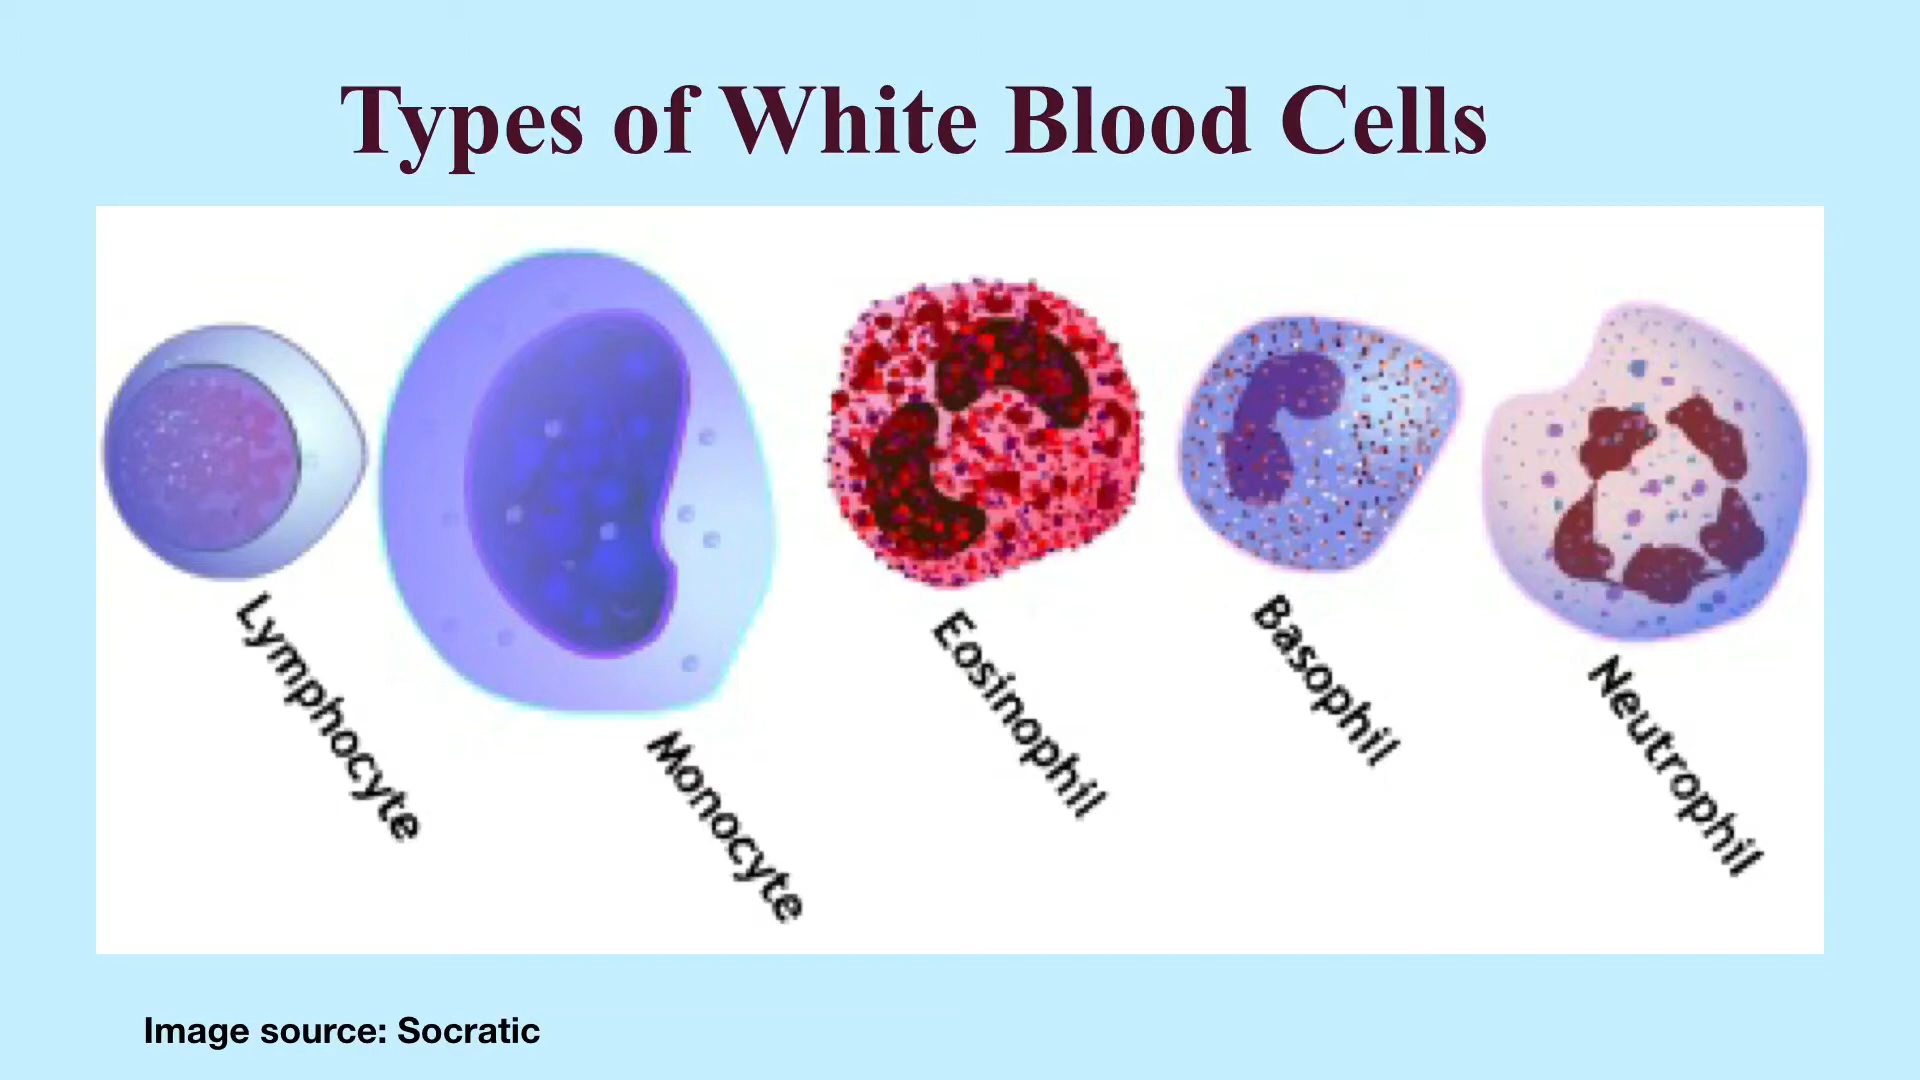 Types of White Blood Cells
Lymphocyte
Monocyte
Eosinophil
Basophil
Neutrophil
Image source: Socratic